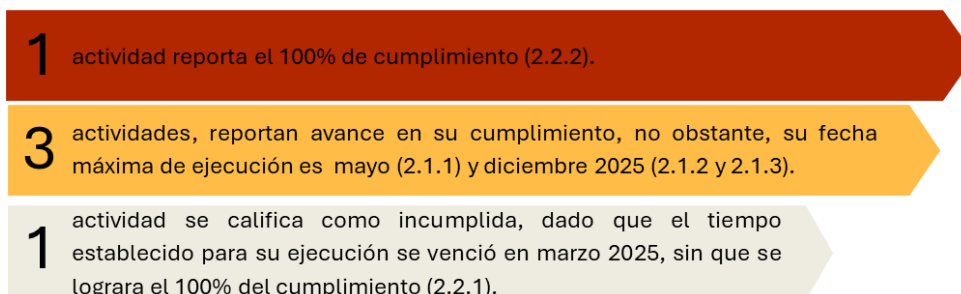 1 actividad reporta el 100% de cumplimiento (2.2.2).
3 actividades, reportan avance en su cumplimiento, no obstante, su fecha
máxima de ejecución es mayo (2.1.1) y diciembre 2025 (2.1.2 y 2.1.3).
1 actividad se califica como incumplida, dado que el tiempo
establecido para su ejecución se venció en marzo 2025, sin que se
lograra el 100% del cumplimiento (2.2.1).